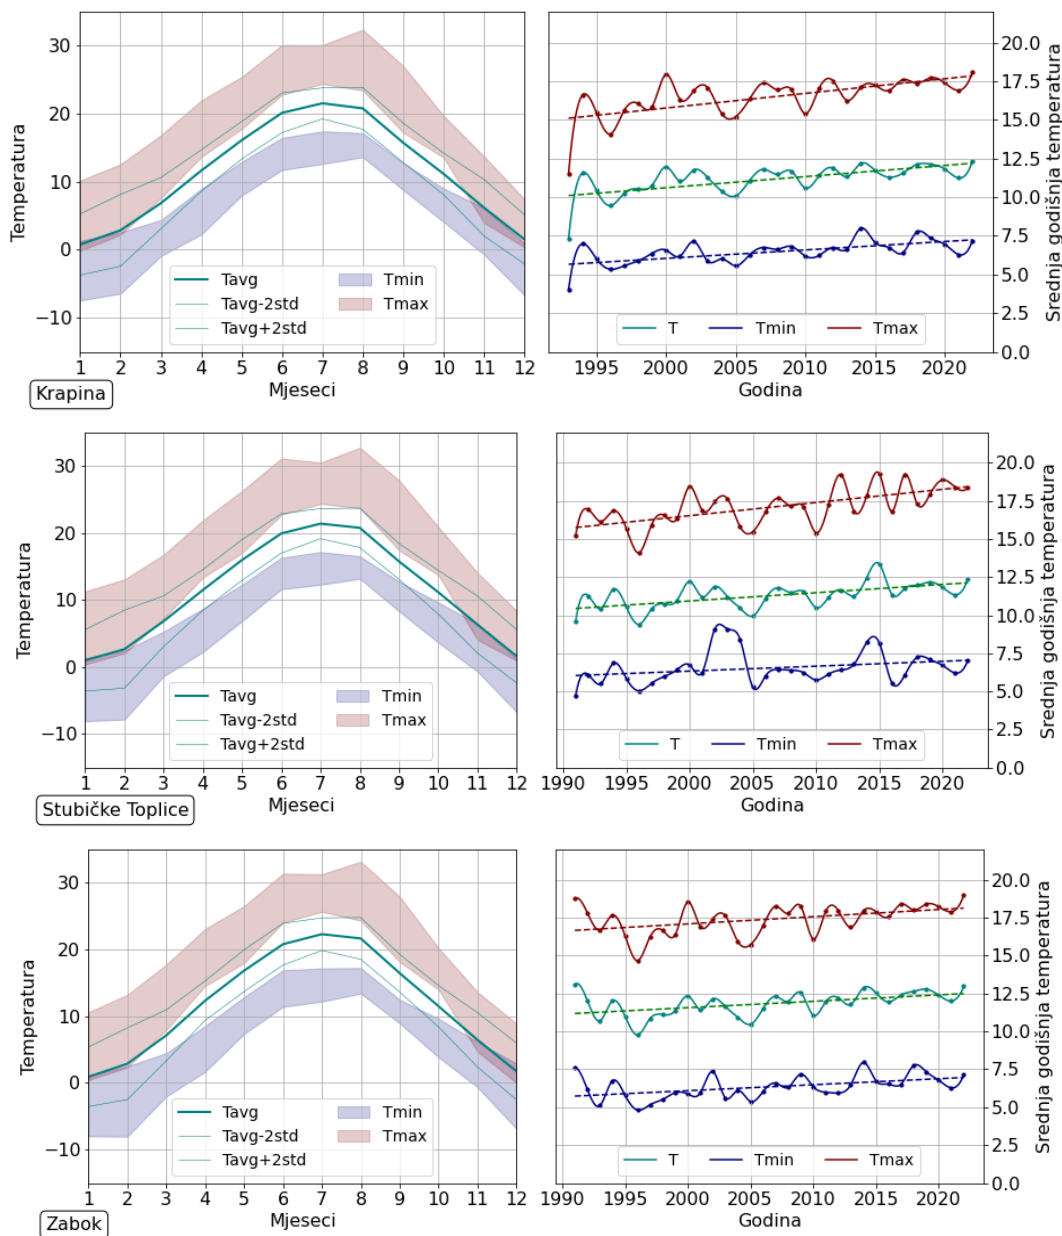 30
20
10
0
−10
Temperatura
Tavg
Tavg-2std
Tavg+2std
Tmin
Tmax
1 2 3 4 5 6 7 8 9 10 11 12
Mjeseci
Krapina
20.0
17.5
15.0
12.5
10.0
7.5
5.0
2.5
0.0
Srednja godišnja temperatura
T Tmin Tmax
1995 2000 2005 2010 2015 2020
Godina
30
20
10
0
−10
Temperatura
Tavg
Tavg-2std
Tavg+2std
Tmin
Tmax
1 2 3 4 5 6 7 8 9 10 11 12
Mjeseci
Stubičke Toplice
20.0
17.5
15.0
12.5
10.0
7.5
5.0
2.5
0.0
Srednja godišnja temperatura
T Tmin Tmax
1990 1995 2000 2005 2010 2015 2020
Godina
30
20
10
0
−10
Temperatura
Tavg
Tavg-2std
Tavg+2std
Tmin
Tmax
1 2 3 4 5 6 7 8 9 10 11 12
Mjeseci
Zabok
20.0
17.5
15.0
12.5
10.0
7.5
5.0
2.5
0.0
Srednja godišnja temperatura
T Tmin Tmax
1990 1995 2000 2005 2010 2015 2020
Godina